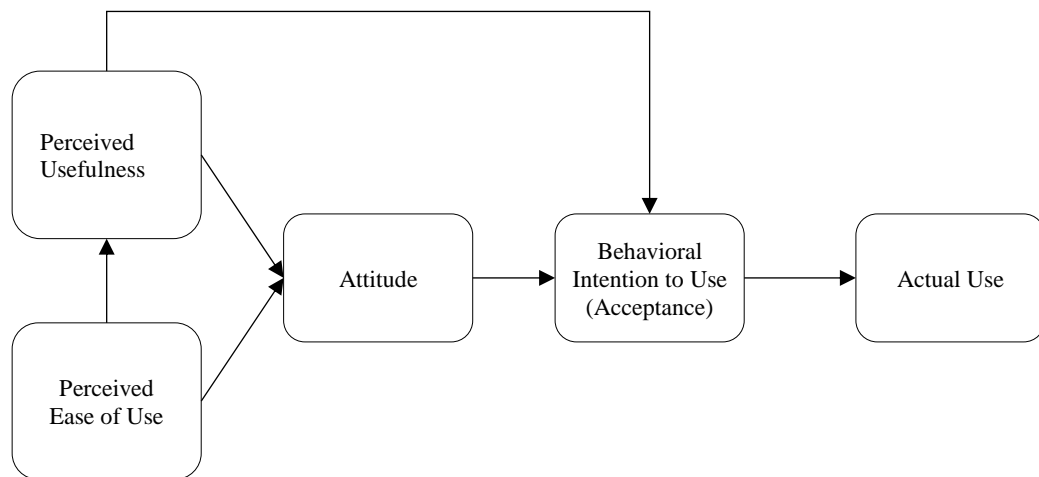 Perceived
Usefulness
Attitude
Behavioral
Intention to Use
(Acceptance)
Actual Use
Perceived
Ease of Use